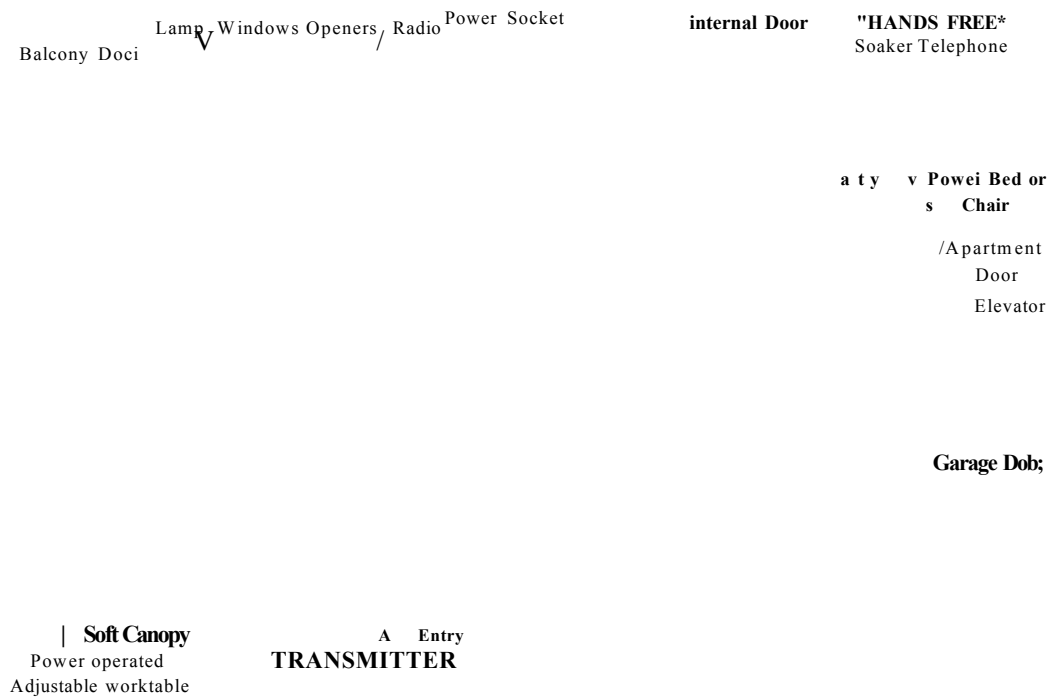 Balcony Doci
Lamp V Windows Openers / Radio Power Socket
internal Door
"HANDS FREE*
Soaker Telephone
a t y v Powei Bed or
s Chair
/Apartment
Door
Elevator
Garage Dob;
| Soft Canopy
Power operated
Adjustable worktable
A Entry
TRANSMITTER